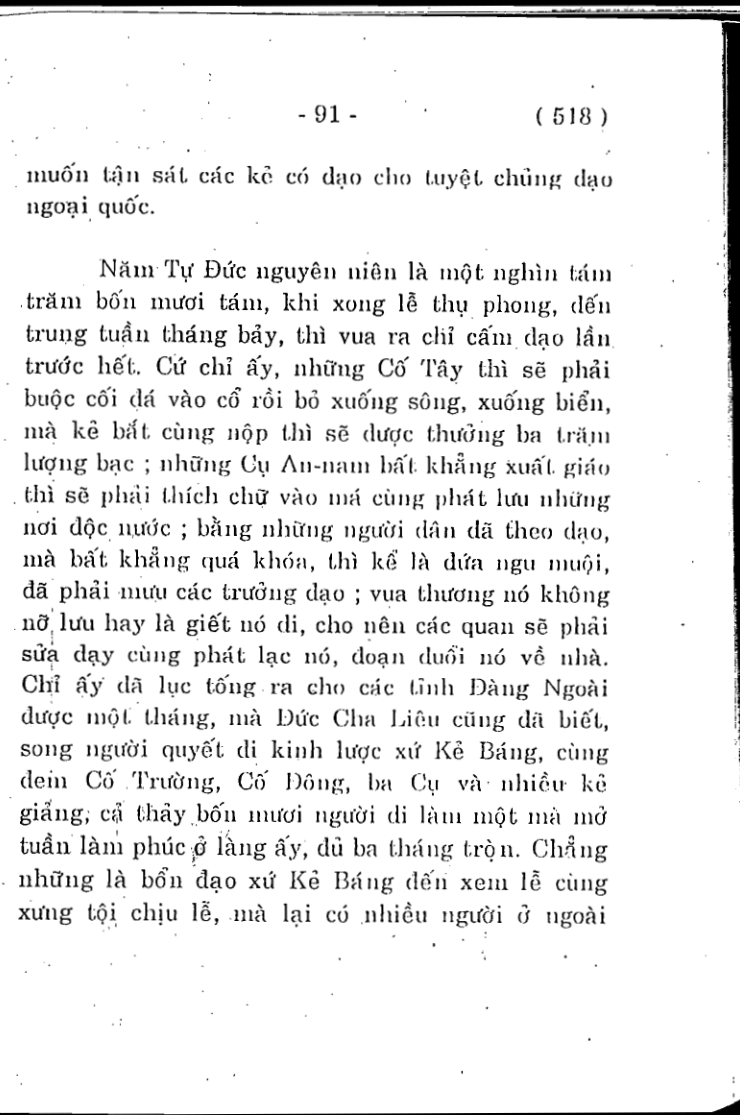 - 91 - ( 518 )
muốn tận sát các kẻ có đạo cho tuyệt chủng đạo
ngoại quốc.
Năm Tự Đức nguyên niên là một nghìn tám
trăm bốn mươi tám, khi xong lễ thụ phong, đến
trung tuần tháng bảy, thì vua ra chỉ cấm đạo lần
trước hết. Cứ chỉ ấy, những Cố Tây thì sẽ phải
buộc cối đá vào cổ rồi bỏ xuống sông, xuống biển,
mà kẻ bắt cùng nộp thì sẽ được thưởng ba trăm
lượng bạc ; những Cụ An-nam bất khẳng xuất giáo
thì sẽ phải thích chữ vào má cùng phát lưu những
nơi độc nước ; bằng những người dân dã theo đạo,
mà bất khẳng quá khóa, thì kể là đứa ngu muội,
đã phải mưu các trưởng đạo ; vua thương nó không
nỡ lưu hay là giết nó đi, cho nên các quan sẽ phải
sửa dạy cùng phát lạc nó, đoạn đuổi nó về nhà.
Chỉ ấy đã lục tống ra cho các tỉnh Đàng Ngoài
được một tháng, mà Đức Cha Liêu cũng đã biết,
song người quyết đi kinh lược xứ Kẻ Báng, cùng
đem Cố Trường, Cố Đông, ba Cụ và nhiều kẻ
giảng, cả thảy bốn mươi người đi làm một mà mở
tuần làm phúc ở làng ấy, đủ ba tháng trọn. Chẳng
những là bổn đạo xứ Kẻ Báng đến xem lễ cùng
xưng tội chịu lễ, mà lại có nhiều người ở ngoài